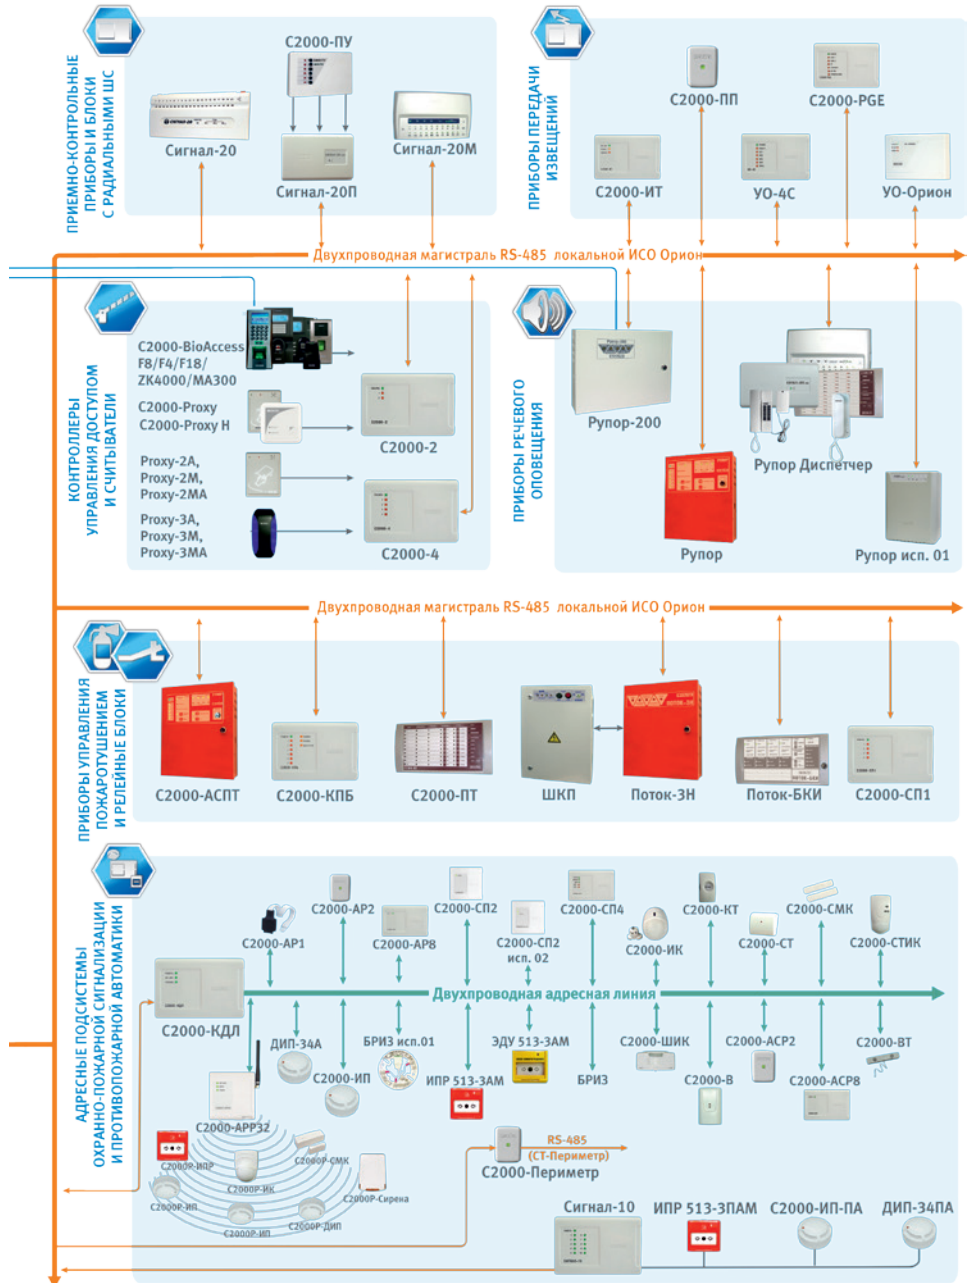 ПРИЕМНО-КОНТРОЛЬНЫЕ
ПРИБОРЫ И БЛОКИ
С РАДИАЛЬНЫМИ ШС
С2000-ПУ
Сигнал-20
Сигнал-20П
Сигнал-20М
ПРИБОРЫ ПЕРЕДАЧИ
ИЗВЕЩЕНИЙ
С2000-ПП
С2000-PGE
С2000-ИТ
УО-4С
УО-Орион
Двухпроводная магистраль RS-485 локальной ИСО Орион
КОНТРОЛЛЕРЫ
УПРАВЛЕНИЯ ДОСТУПОМ
И СЧИТЫВАТЕЛИ
C2000-BioAccess
F8/F4/F18/
ZK4000/MA300
C2000-Proxy
C2000-Proxy H
Proxy-2A,
Proxy-2M,
Proxy-2MA
Proxy-3A,
Proxy-3M,
Proxy-3MA
С2000-2
С2000-4
ПРИБОРЫ РЕЧЕВОГО
ОПОВЕЩЕНИЯ
Рупор-200
Рупор
Рупор Диспетчер
Рупор исп. 01
Двухпроводная магистраль RS-485 локальной ИСО Орион
ПРИБОРЫ УПРАВЛЕНИЯ
ПОЖАРОТУШЕНИЕМ
И РЕЛЕЙНЫЕ БЛОКИ
С2000-АСПТ
С2000-КПБ
С2000-ПТ
ШКП
Поток-3Н
Поток-БКИ
С2000-СП1
АДРЕСНЫЕ ПОДСИСТЕМЫ
ОХРАННО-ПОЖАРНОЙ СИГНАЛИЗАЦИИ
И ПРОТИВОПОЖАРНОЙ АВТОМАТИКИ
С2000-АР1
С2000-АР2
С2000-АР8
С2000-СП2
С2000-СП2
исп. 02
С2000-СП4
С2000-ИК
С2000-КТ
С2000-СТ
С2000-СМК
С2000-СТИК
Двухпроводная адресная линия
С2000-КДЛ
ДИП-34А
С2000-ИП
БРИЗ исп.01
ИПР 513-3АМ
ЭДУ 513-3АМ
БРИЗ
С2000-ШИК
С2000-В
С2000-АСР2
С2000-АСР8
С2000-ВТ
С2000-АРР32
С2000Р-ИПР
С2000Р-ИК
С2000Р-СМК
С2000Р-Сирена
С2000Р-ИП
С2000Р-ИП
С2000Р-ДИП
С2000-Периметр
RS-485
(СТ-Периметр)
Сигнал-10
ИПР 513-3ПАМ
С2000-ИП-ПА
ДИП-34ПА